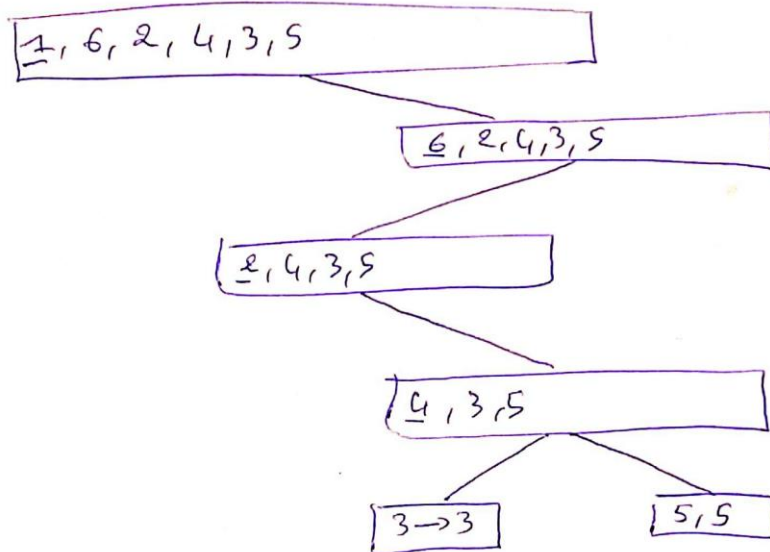 1, 6, 2, 4, 3, 5
6, 2, 4, 3, 5
2, 4, 3, 5
4, 3, 5
3→3
5, 5